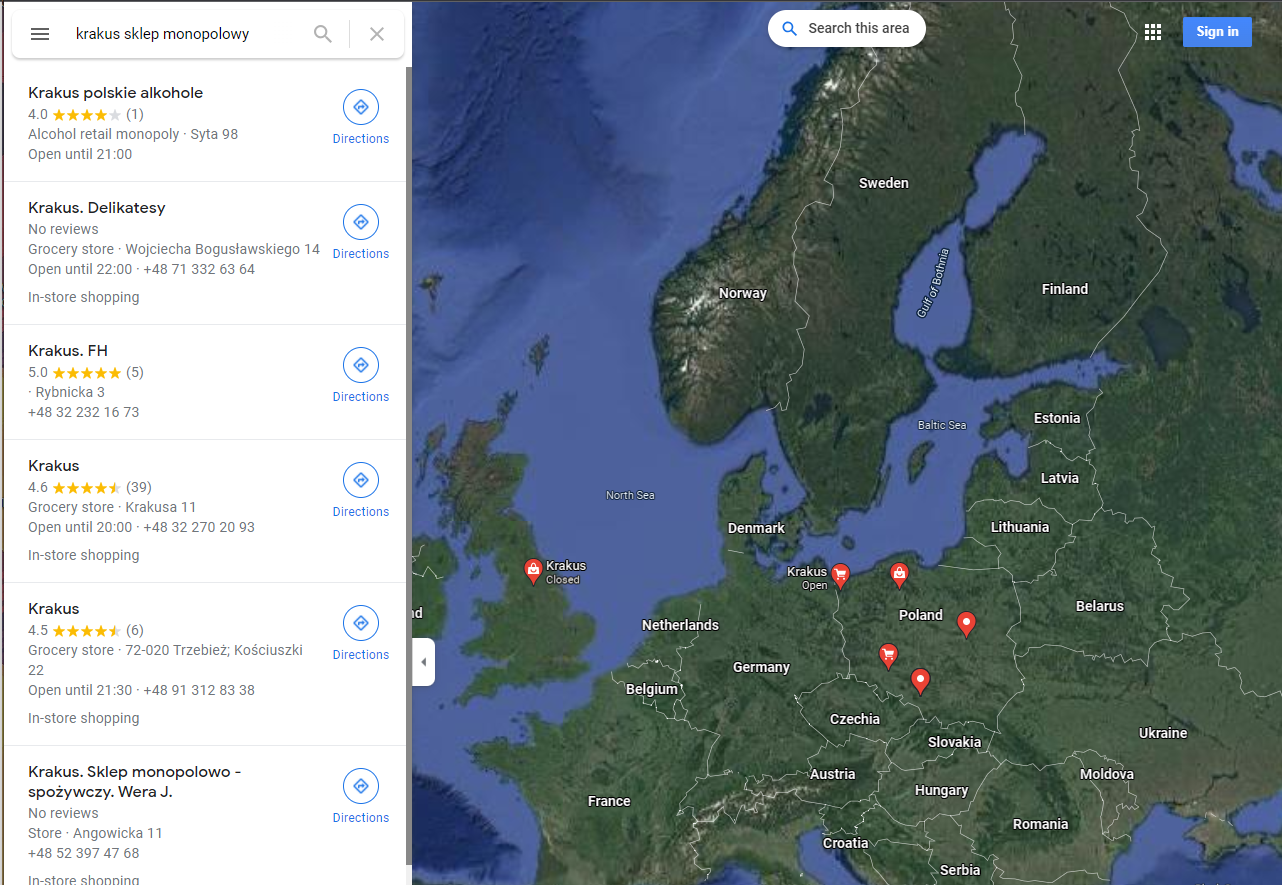 krakus sklep monopolowy
Krakus polskie alkohole
4.0 (1)
Alcohol retail monopoly · Syta 98
Open until 21:00
Directions
Krakus. Delikatesy
No reviews
Grocery store · Wojciecha Bogusławskiego 14
Open until 22:00 · +48 71 332 63 64
In-store shopping
Directions
Krakus. FH
5.0 (5)
· Rybnicka 3
+48 32 232 16 73
Directions
Krakus
4.6 (39)
Grocery store · Krakusa 11
Open until 20:00 · +48 32 270 20 93
In-store shopping
Directions
Krakus
4.5 (6)
Grocery store · 72-020 Trzebież; Kościuszki
22
Open until 21:30 · +48 91 312 83 38
In-store shopping
Directions
Krakus. Sklep monopolowo -
spożywczy. Wera J.
No reviews
Store · Angowicka 11
+48 52 397 47 68
In-store shopping
Directions
Search this area
Sign in
Sweden
Norway
Finland
Gulf of Bothnia
Estonia
Baltic Sea
Latvia
North Sea
Denmark
Lithuania
Krakus
Closed
Krakus
Open
nd
Poland
Belarus
Netherlands
Germany
Belgium
Czechia
Ukraine
Slovakia
Austria
Moldova
Hungary
France
Romania
Croatia
Serbia